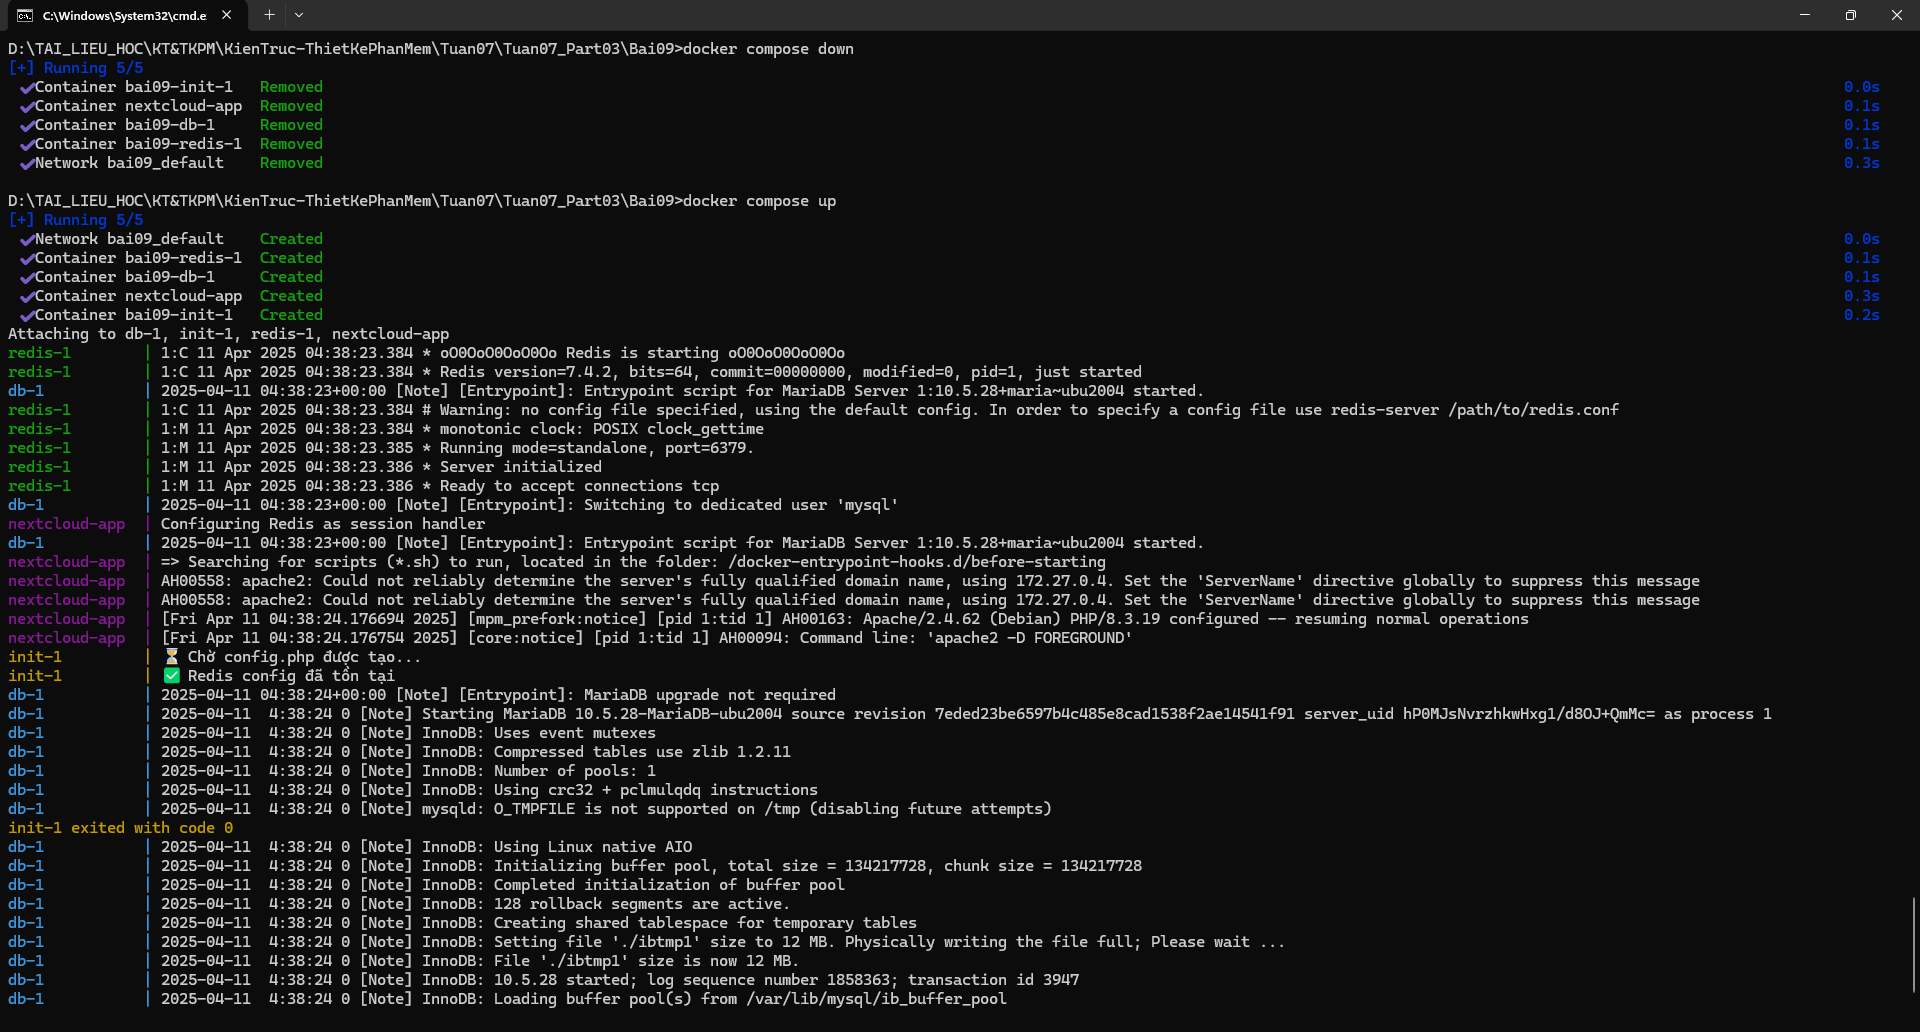 C:\Windows\System32\cmd.e
D:\TAI_LIEU_HOC\KT&TKPM\KienTruc-ThietKePhanMem\Tuan07\Tuan07_Part03\Bai09>docker compose down
[+] Running 5/5
✔Container bai09-init-1 Removed 0.0s
✔Container nextcloud-app Removed 0.1s
✔Container bai09-db-1 Removed 0.1s
✔Container bai09-redis-1 Removed 0.1s
✔Network bai09_default Removed 0.3s
D:\TAI_LIEU_HOC\KT&TKPM\KienTruc-ThietKePhanMem\Tuan07\Tuan07_Part03\Bai09>docker compose up
[+] Running 5/5
✔Network bai09_default Created 0.0s
✔Container bai09-redis-1 Created 0.1s
✔Container bai09-db-1 Created 0.1s
✔Container nextcloud-app Created 0.3s
✔Container bai09-init-1 Created 0.2s
Attaching to db-1, init-1, redis-1, nextcloud-app
redis-1 | 1:C 11 Apr 2025 04:38:23.384 * oO0OoO0OoO0Oo Redis is starting oO0OoO0OoO0Oo
redis-1 | 1:C 11 Apr 2025 04:38:23.384 * Redis version=7.4.2, bits=64, commit=00000000, modified=0, pid=1, just started
db-1 | 2025-04-11 04:38:23+00:00 [Note] [Entrypoint]: Entrypoint script for MariaDB Server 1:10.5.28+maria~ubu2004 started.
redis-1 | 1:C 11 Apr 2025 04:38:23.384 # Warning: no config file specified, using the default config. In order to specify a config file use redis-server /path/to/redis.conf
redis-1 | 1:M 11 Apr 2025 04:38:23.384 * monotonic clock: POSIX clock_gettime
redis-1 | 1:M 11 Apr 2025 04:38:23.385 * Running mode=standalone, port=6379.
redis-1 | 1:M 11 Apr 2025 04:38:23.386 * Server initialized
redis-1 | 1:M 11 Apr 2025 04:38:23.386 * Ready to accept connections tcp
db-1 | 2025-04-11 04:38:23+00:00 [Note] [Entrypoint]: Switching to dedicated user 'mysql'
nextcloud-app | Configuring Redis as session handler
db-1 | 2025-04-11 04:38:23+00:00 [Note] [Entrypoint]: Entrypoint script for MariaDB Server 1:10.5.28+maria~ubu2004 started.
nextcloud-app | => Searching for scripts (*.sh) to run, located in the folder: /docker-entrypoint-hooks.d/before-starting
nextcloud-app | AH00558: apache2: Could not reliably determine the server's fully qualified domain name, using 172.27.0.4. Set the 'ServerName' directive globally to suppress this message
nextcloud-app | AH00558: apache2: Could not reliably determine the server's fully qualified domain name, using 172.27.0.4. Set the 'ServerName' directive globally to suppress this message
nextcloud-app | [Fri Apr 11 04:38:24.176694 2025] [mpm_prefork:notice] [pid 1:tid 1] AH00163: Apache/2.4.62 (Debian) PHP/8.3.19 configured -- resuming normal operations
nextcloud-app | [Fri Apr 11 04:38:24.176754 2025] [core:notice] [pid 1:tid 1] AH00094: Command line: 'apache2 -D FOREGROUND'
init-1 | ⏳ Chờ config.php được tạo...
init-1 | ✅ Redis config đã tồn tại
db-1 | 2025-04-11 04:38:24+00:00 [Note] [Entrypoint]: MariaDB upgrade not required
db-1 | 2025-04-11 4:38:24 0 [Note] Starting MariaDB 10.5.28-MariaDB-ubu2004 source revision 7eded23be6597b4c485e8cad1538f2ae14541f91 server_uid hP0MJsNvrzhkwHxg1/d8OJ+QmMc= as process 1
db-1 | 2025-04-11 4:38:24 0 [Note] InnoDB: Uses event mutexes
db-1 | 2025-04-11 4:38:24 0 [Note] InnoDB: Compressed tables use zlib 1.2.11
db-1 | 2025-04-11 4:38:24 0 [Note] InnoDB: Number of pools: 1
db-1 | 2025-04-11 4:38:24 0 [Note] InnoDB: Using crc32 + pclmulqdq instructions
db-1 | 2025-04-11 4:38:24 0 [Note] mysqld: O_TMPFILE is not supported on /tmp (disabling future attempts)
init-1 exited with code 0
db-1 | 2025-04-11 4:38:24 0 [Note] InnoDB: Using Linux native AIO
db-1 | 2025-04-11 4:38:24 0 [Note] InnoDB: Initializing buffer pool, total size = 134217728, chunk size = 134217728
db-1 | 2025-04-11 4:38:24 0 [Note] InnoDB: Completed initialization of buffer pool
db-1 | 2025-04-11 4:38:24 0 [Note] InnoDB: 128 rollback segments are active.
db-1 | 2025-04-11 4:38:24 0 [Note] InnoDB: Creating shared tablespace for temporary tables
db-1 | 2025-04-11 4:38:24 0 [Note] InnoDB: Setting file './ibtmp1' size to 12 MB. Physically writing the file full; Please wait ...
db-1 | 2025-04-11 4:38:24 0 [Note] InnoDB: File './ibtmp1' size is now 12 MB.
db-1 | 2025-04-11 4:38:24 0 [Note] InnoDB: 10.5.28 started; log sequence number 1858363; transaction id 3947
db-1 | 2025-04-11 4:38:24 0 [Note] InnoDB: Loading buffer pool(s) from /var/lib/mysql/ib_buffer_pool